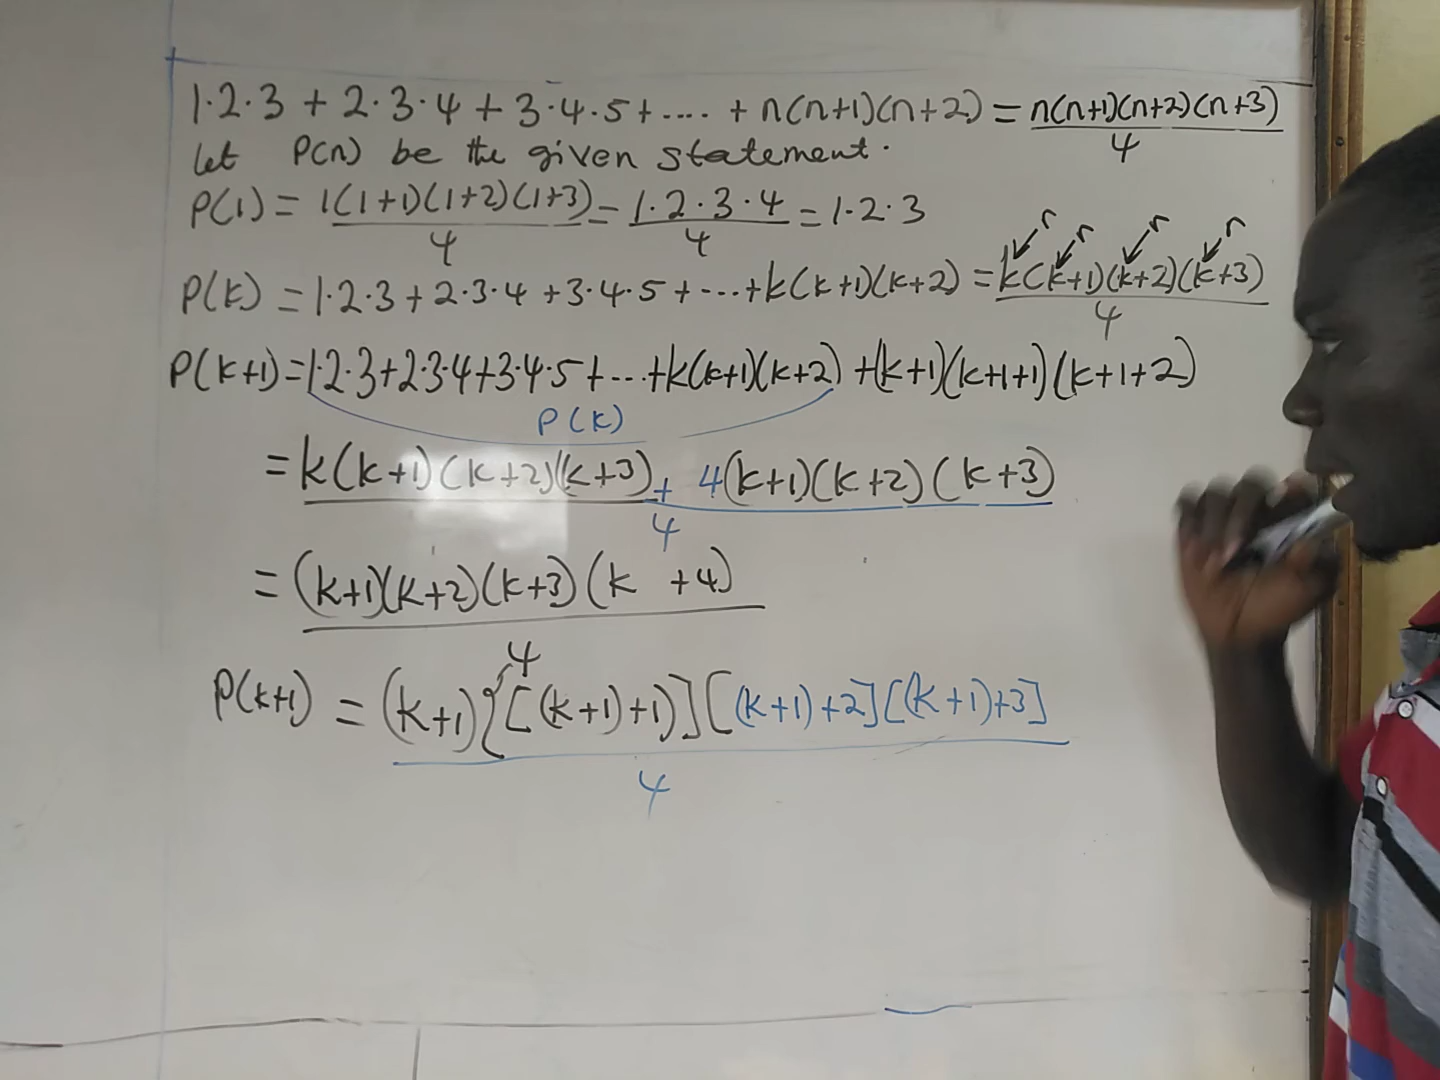 1·2·3 + 2·3·4 + 3·4·5 + .... + n(n+1)(n+2) = n(n+1)(n+2)(n+3)/4
let P(n) be the given statement.
P(1) = 1(1+1)(1+2)(1+3)/4 = 1·2·3·4/4 = 1·2·3
r r r r
P(k) = 1·2·3 + 2·3·4 + 3·4·5 + ... + k(k+1)(k+2) = k(k+1)(k+2)(k+3)/4
P(k+1) = 1·2·3+2·3·4+3·4·5+...+k(k+1)(k+2) + (k+1)(k+1+1)(k+1+2)
P(k)
= k(k+1)(k+2)(k+3) + 4(k+1)(k+2)(k+3)/4
= (k+1)(k+2)(k+3)(k +4)/4
P(k+1) = (k+1){[(k+1)+1)][(k+1)+2][(k+1)+3]/4